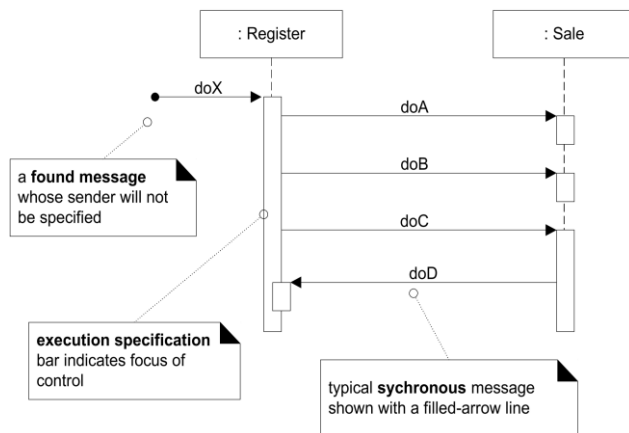 : Register
: Sale
doX
doA
doB
a found message
whose sender will not
be specified
doC
doD
execution specification
bar indicates focus of
control
typical sychronous message
shown with a filled-arrow line